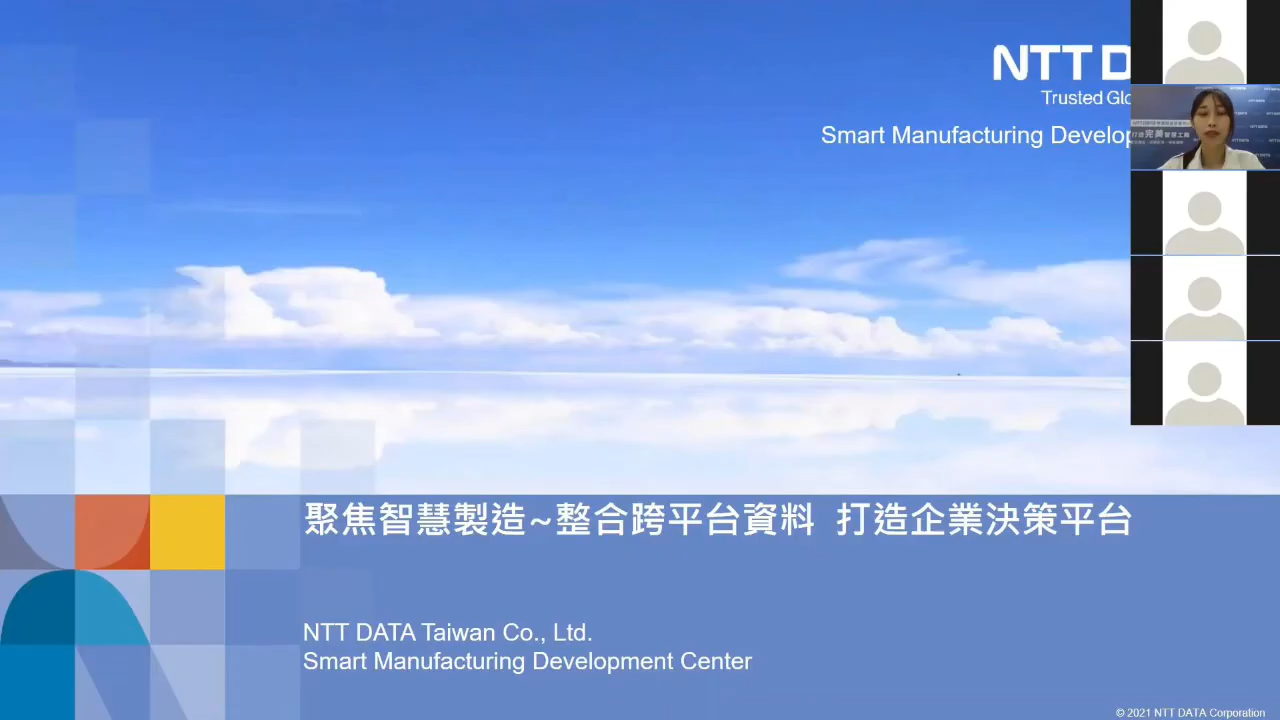 NTT D
Trusted Glo
Smart Manufacturing Develop
完美
聚焦智慧製造~整合跨平台資料 打造企業決策平台
NTT DATA Taiwan Co., Ltd.
Smart Manufacturing Development Center
© 2021 NTT DATA Corporation